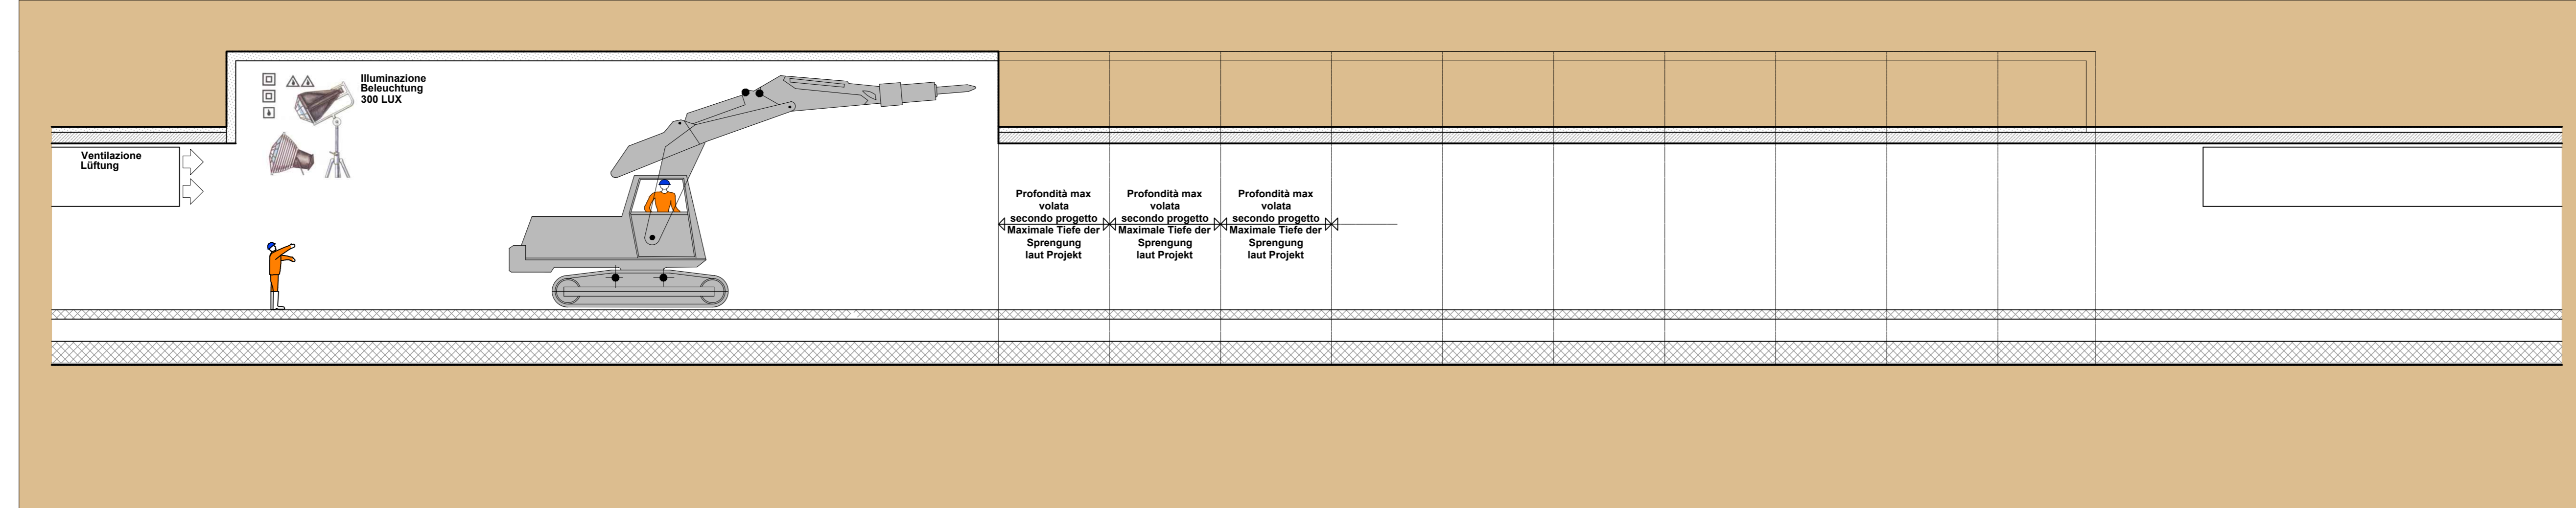 Illuminazione
Beleuchtung
300 LUX
Ventilazione
Lüftung
Profondità max
volata
secondo progetto
Maximale Tiefe der
Sprengung
laut Projekt
Profondità max
volata
secondo progetto
Maximale Tiefe der
Sprengung
laut Projekt
Profondità max
volata
secondo progetto
Maximale Tiefe der
Sprengung
laut Projekt